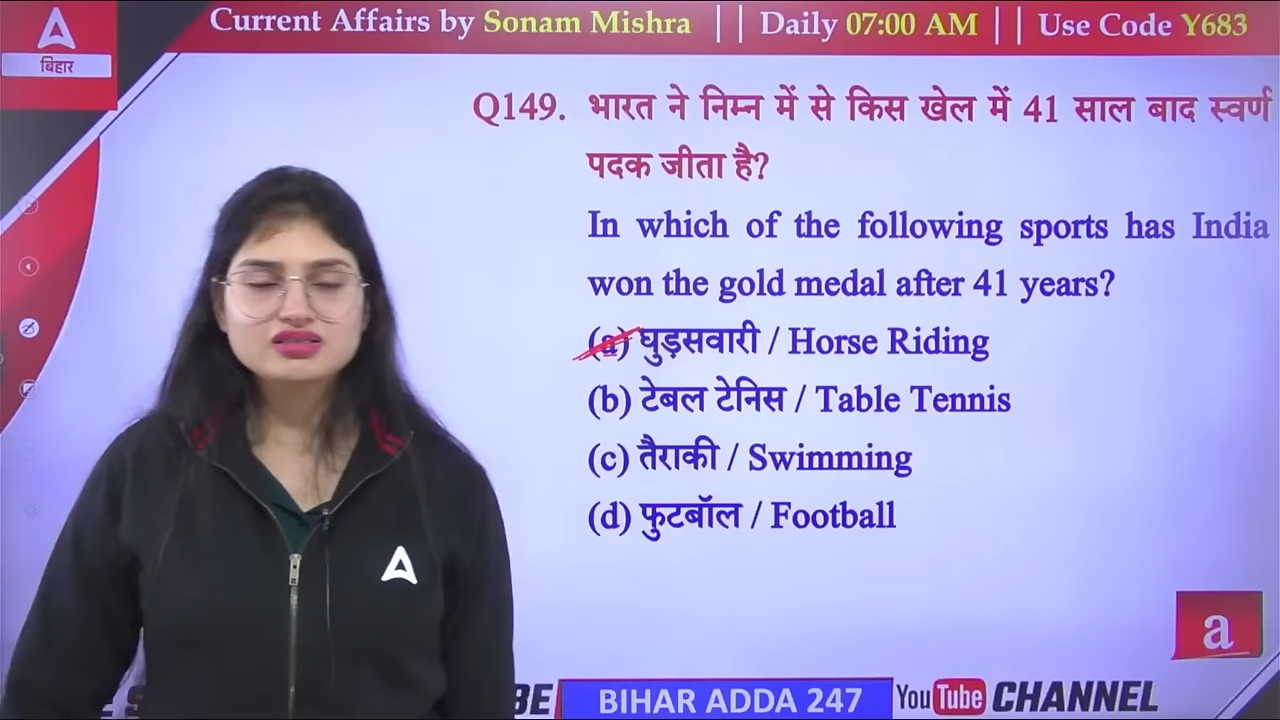 Current Affairs by Sonam Mishra || Daily 07:00 AM || Use Code Y683
बिहार
Q149. भारत ने निम्न में से किस खेल में 41 साल बाद स्वर्ण
पदक जीता है?
In which of the following sports has India
won the gold medal after 41 years?
(a) घुड़सवारी / Horse Riding
(b) टेबल टेनिस / Table Tennis
(c) तैराकी / Swimming
(d) फुटबॉल / Football
a
BIHAR ADDA 247 YouTube CHANNEL